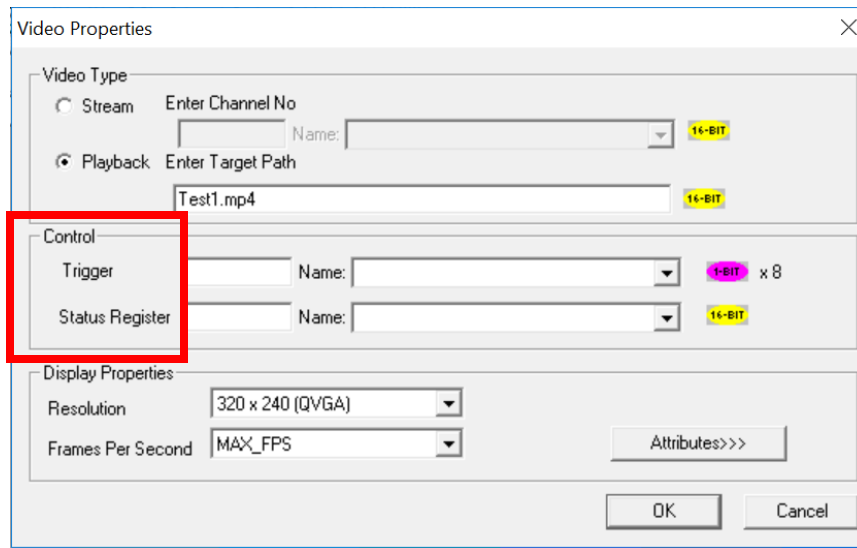 Video Properties
Video Type
Stream Enter Channel No
Name: 16-BIT
Playback Enter Target Path
Test1.mp4 16-BIT
Control
Trigger Name: 1-BIT x 8
Status Register Name: 16-BIT
Display Properties
Resolution 320 x 240 (QVGA)
Frames Per Second MAX_FPS Attributes>>>
OK Cancel